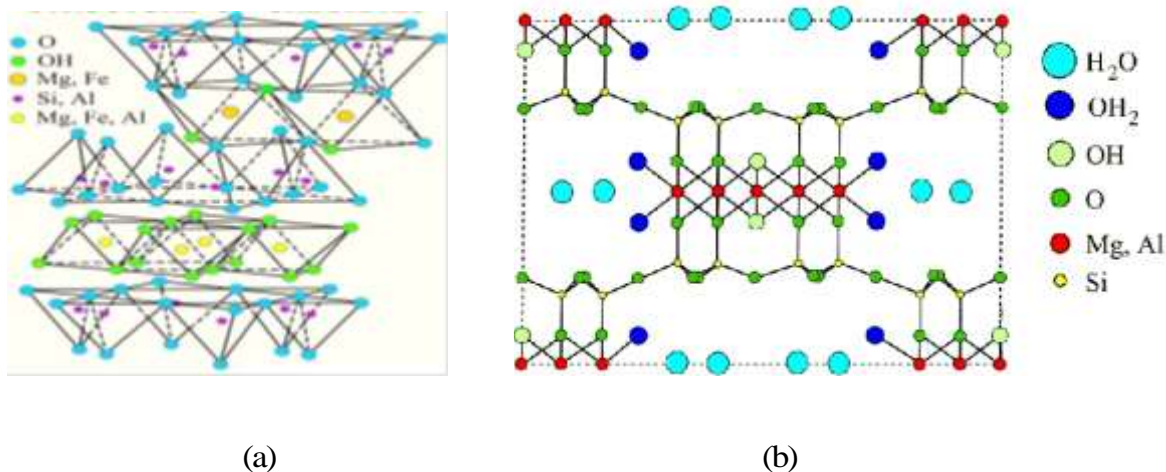 O
OH
Mg, Fe
Si, Al
Mg, Fe, Al
H₂O
OH₂
OH
O
Mg, Al
Si
(a) (b)